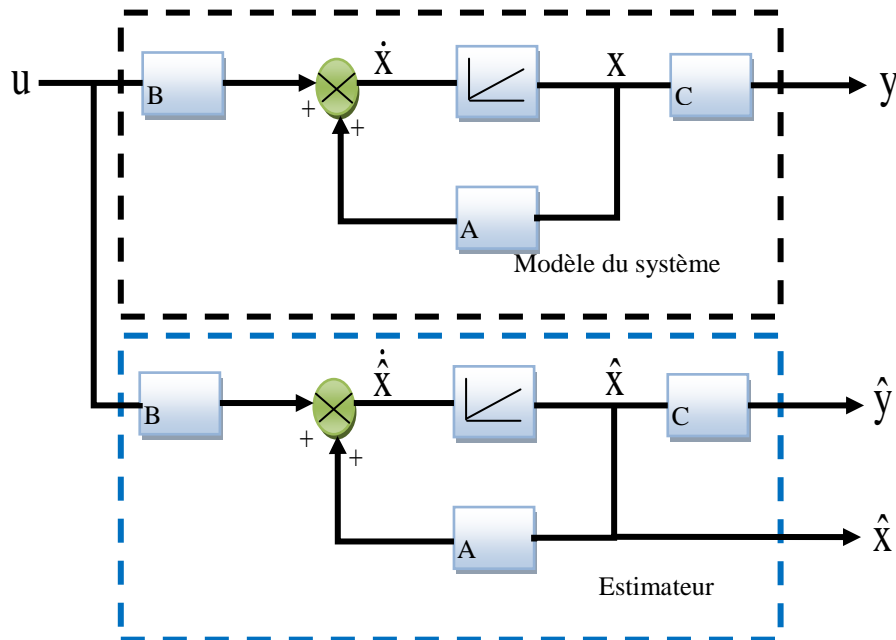 u
B
ẋ
x
C
y
+
+
A
Modèle du système
B
x̂̇
x̂
C
ŷ
+
+
A
x̂
Estimateur